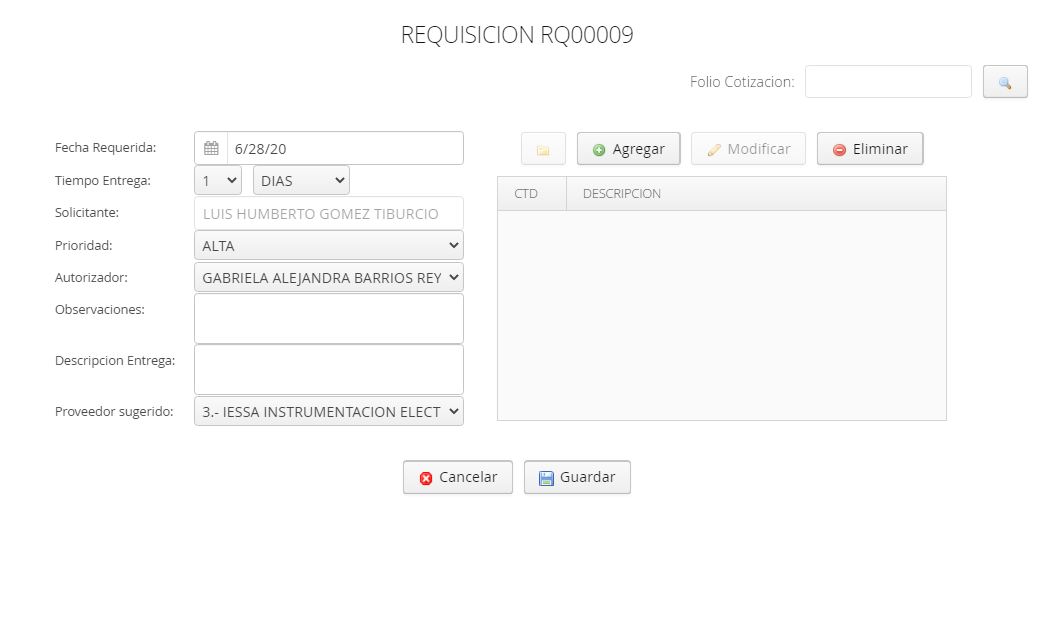 REQUISICION RQ00009
Folio Cotizacion:
Fecha Requerida: 6/28/20
Agregar Modificar Eliminar
Tiempo Entrega: 1 DIAS
CTD DESCRIPCION
Solicitante: LUIS HUMBERTO GOMEZ TIBURCIO
Prioridad: ALTA
Autorizador: GABRIELA ALEJANDRA BARRIOS REY
Observaciones:
Descripcion Entrega:
Proveedor sugerido: 3.- IESSA INSTRUMENTACION ELECT
Cancelar Guardar